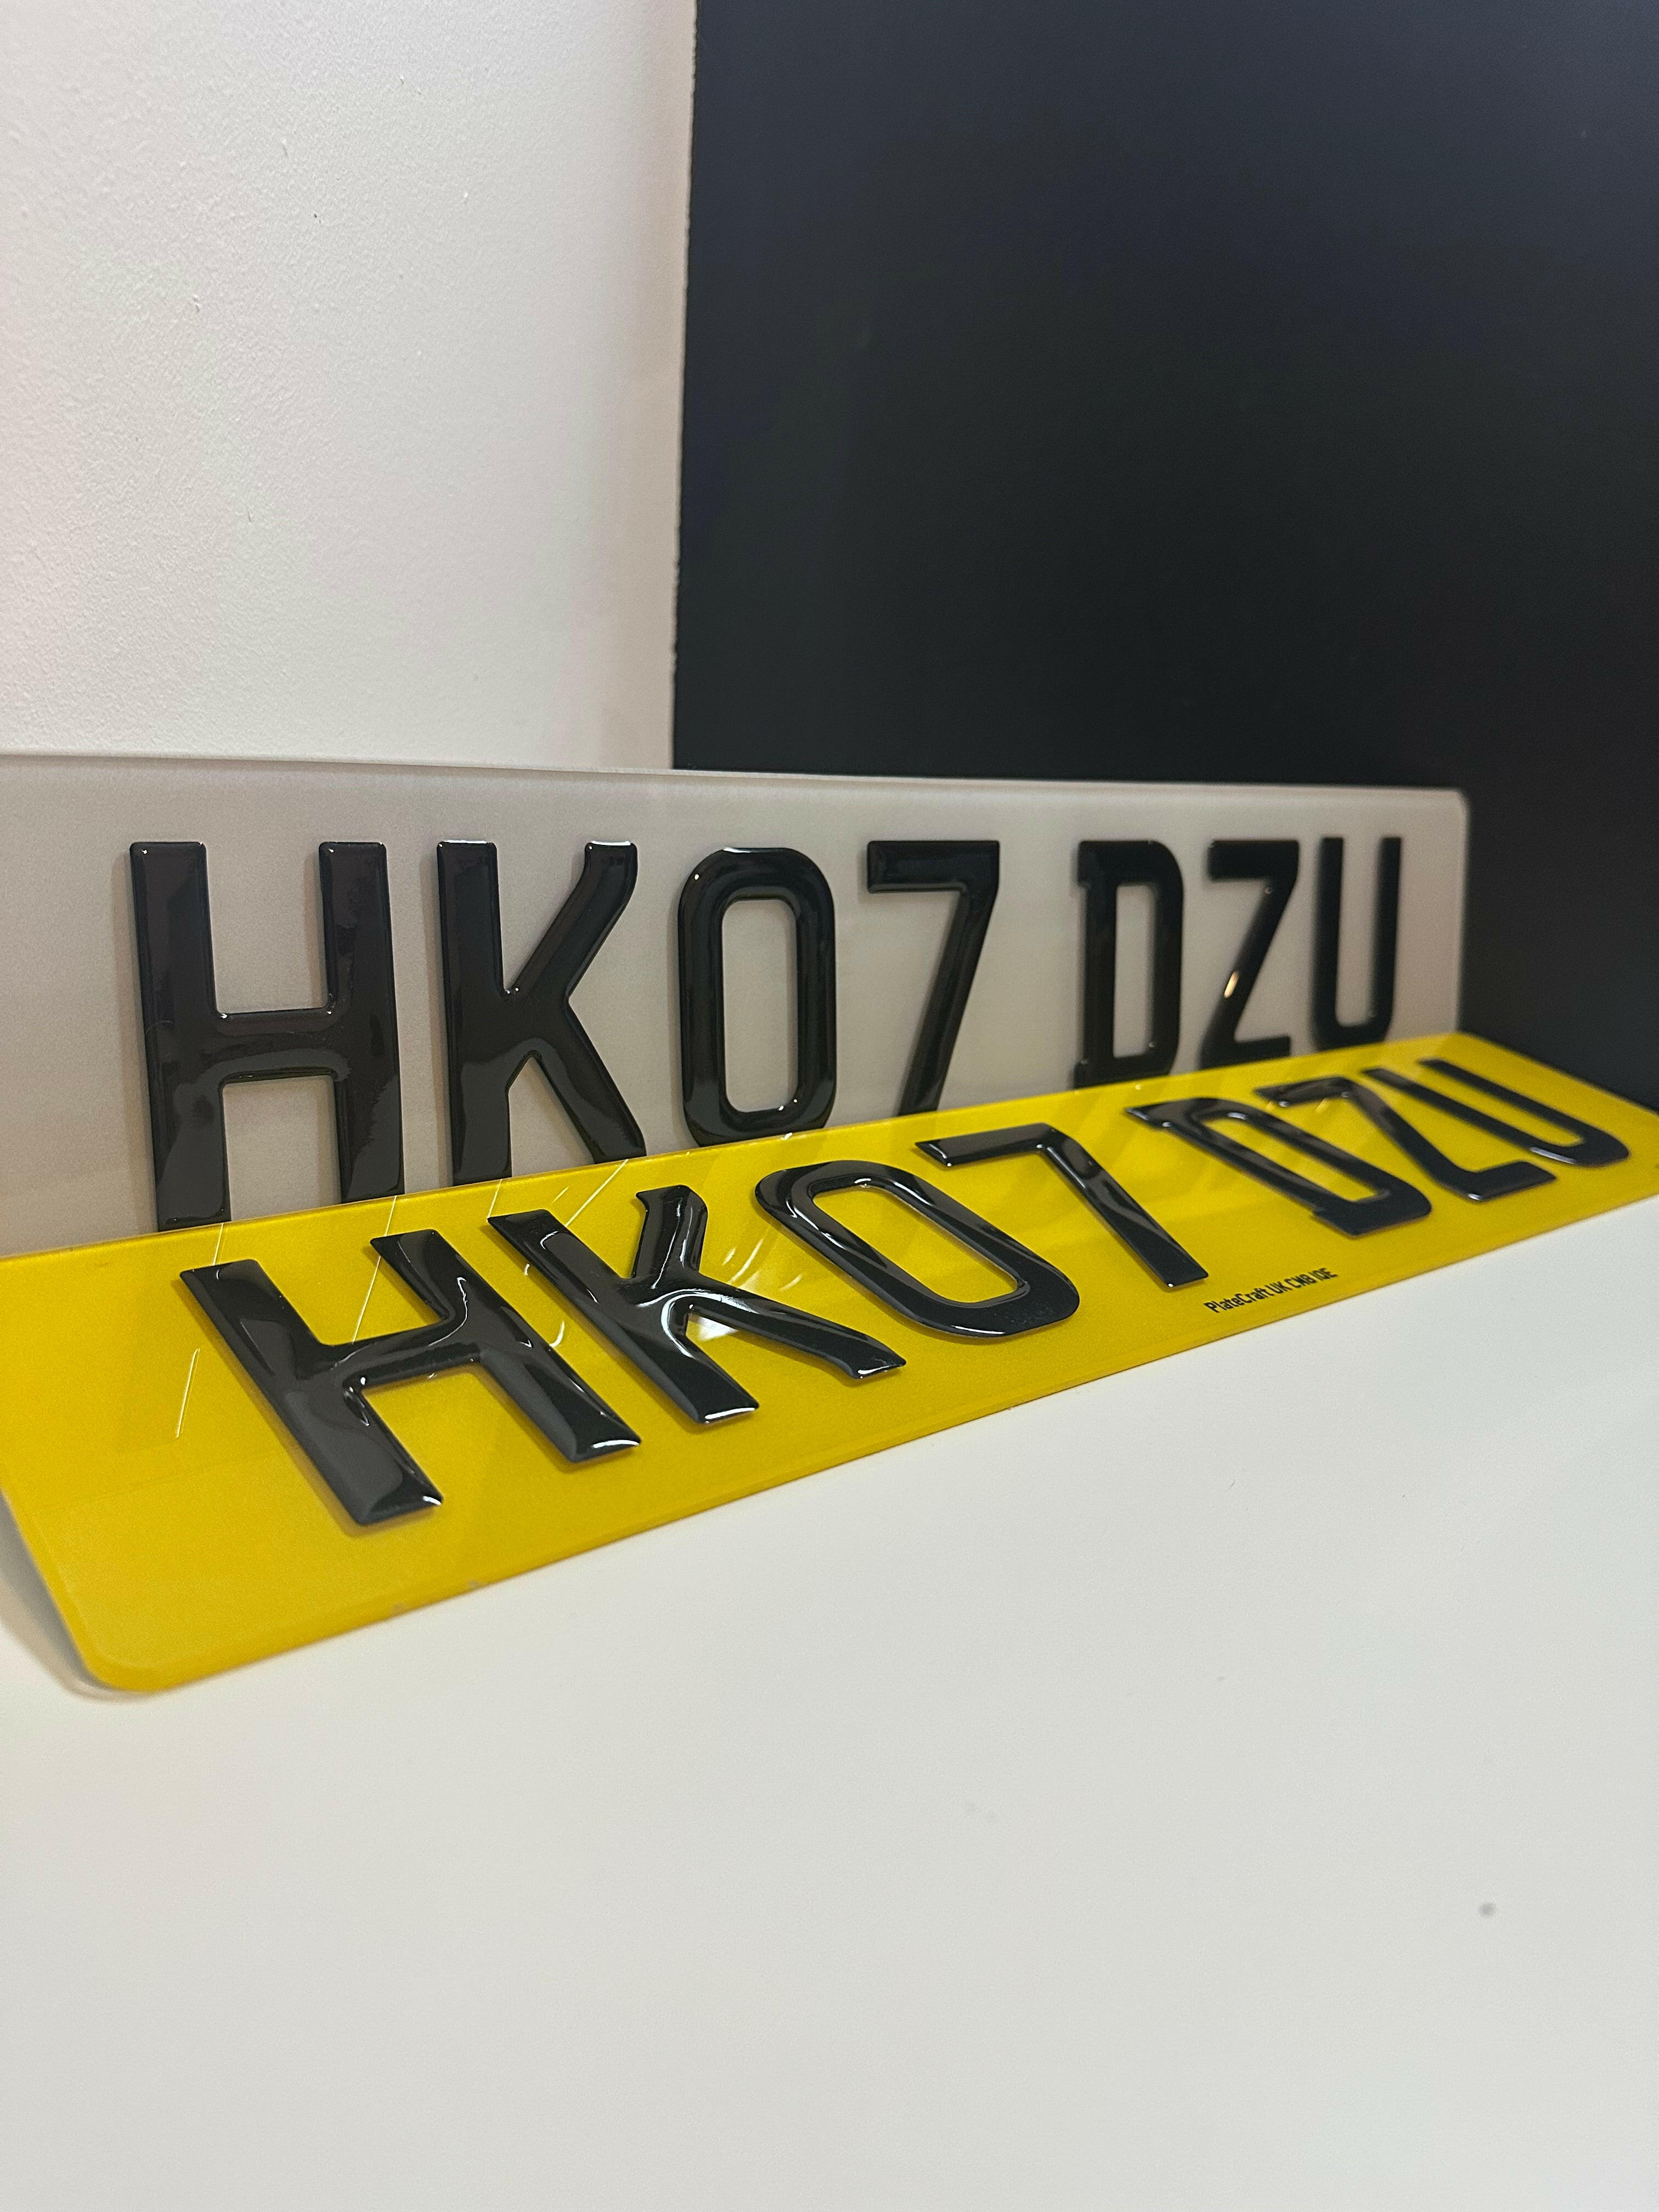 HK07 DZU
HK07 DZU
PlateCraft UK CM8 1DE